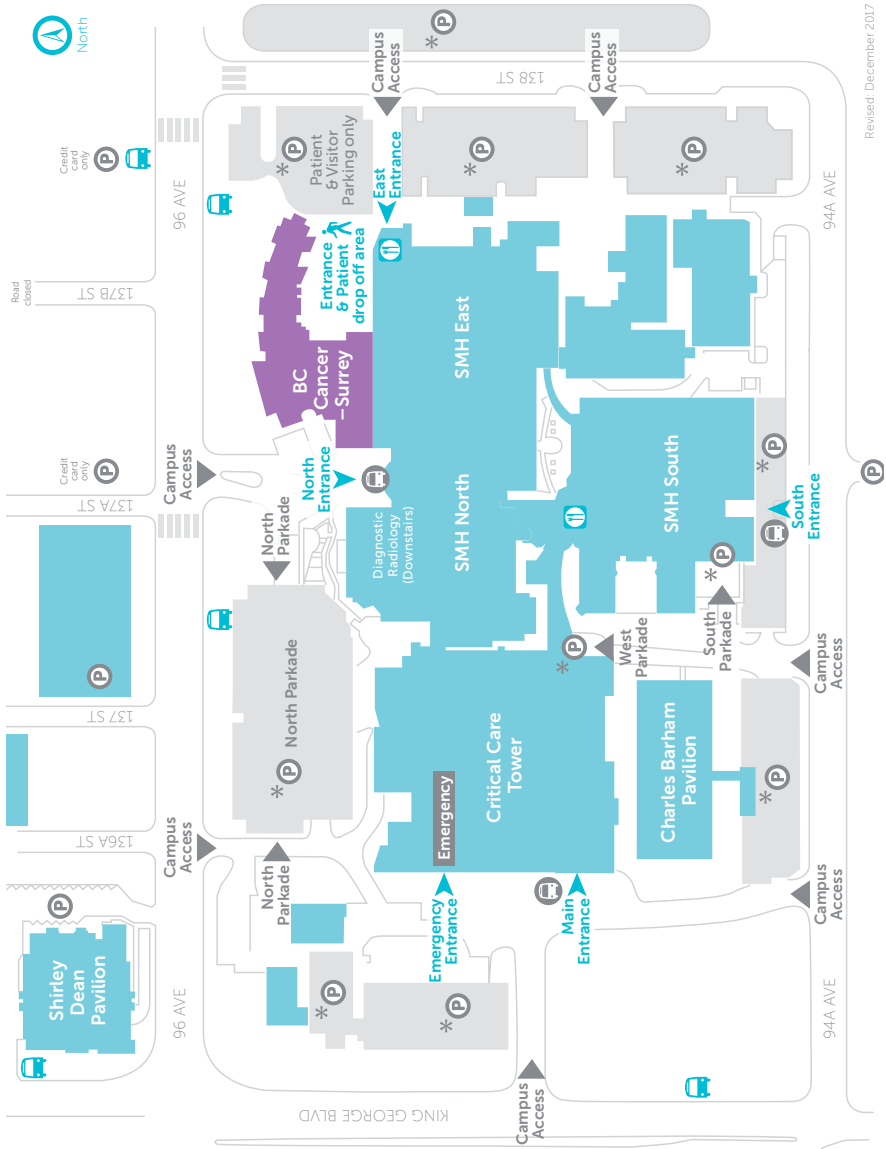 Road
closed
Credit
card
only
P
Credit
card
only
P
North
Shirley
Dean
Pavilion
P
P
136A ST
137 ST
137A ST
137B ST
96 AVE
96 AVE
Campus
Access
Campus
Access
North
Parkade
North
Parkade
North Parkade
*P
BC
Cancer
–Surrey
Patient
& Visitor
Parking only
*P
North
Entrance
Entrance
& Patient
drop off area
East
Entrance
Campus
Access
138 ST
*P
*P
*P
Emergency
Entrance
Emergency
Critical Care
Tower
Diagnostic
Radiology
(Downstairs)
SMH North
SMH East
*P
KING GEORGE BLVD
Campus
Access
Main
Entrance
*P
West
Parkade
SMH South
*P
Campus
Access
*P
Charles Barham
Pavilion
South
Parkade
*P
*P
*P
South
Entrance
Campus
Access
Campus
Access
94A AVE
94A AVE
P
Revised: December 2017